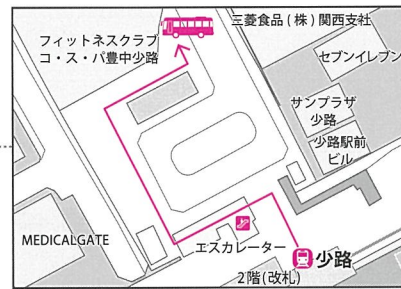 三菱食品(株)関西支社
フィットネスクラブ
コ・ス・パ豊中少路
セブンイレブン
サンプラザ
少路
少路駅前
ビル
MEDICALGATE
エスカレーター
少路
2階(改札)